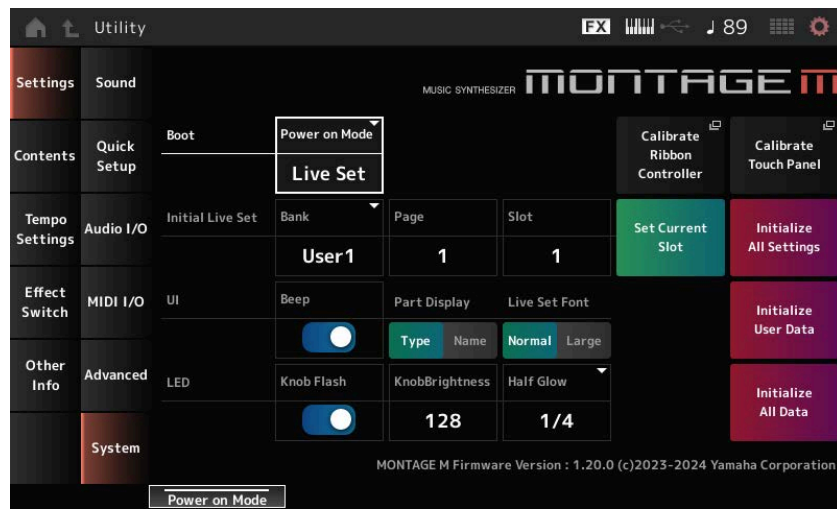 Utility
FX
♩ 89
Settings
Sound
MUSIC SYNTHESIZER MONTAGE M
Boot
Power on Mode
Live Set
Calibrate
Ribbon
Controller
Calibrate
Touch Panel
Contents
Quick
Setup
Tempo
Settings
Audio I/O
Initial Live Set
Bank
User1
Page
1
Slot
1
Set Current
Slot
Initialize
All Settings
Effect
Switch
MIDI I/O
UI
Beep
Part Display
Type Name
Live Set Font
Normal Large
Initialize
User Data
Other
Info
Advanced
LED
Knob Flash
KnobBrightness
128
Half Glow
1/4
Initialize
All Data
System
MONTAGE M Firmware Version : 1.20.0 (c)2023-2024 Yamaha Corporation
Power on Mode